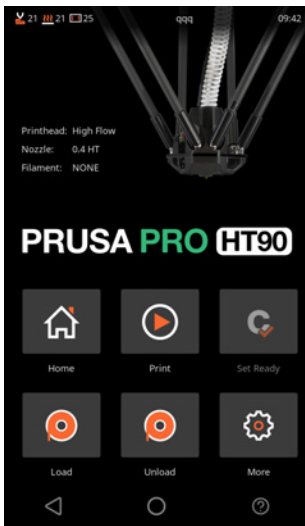 21 21 25 qqq 09:42
Printhead: High Flow
Nozzle: 0.4 HT
Filament: NONE
PRUSA PRO HT90
Home Print Set Ready
Load Unload More